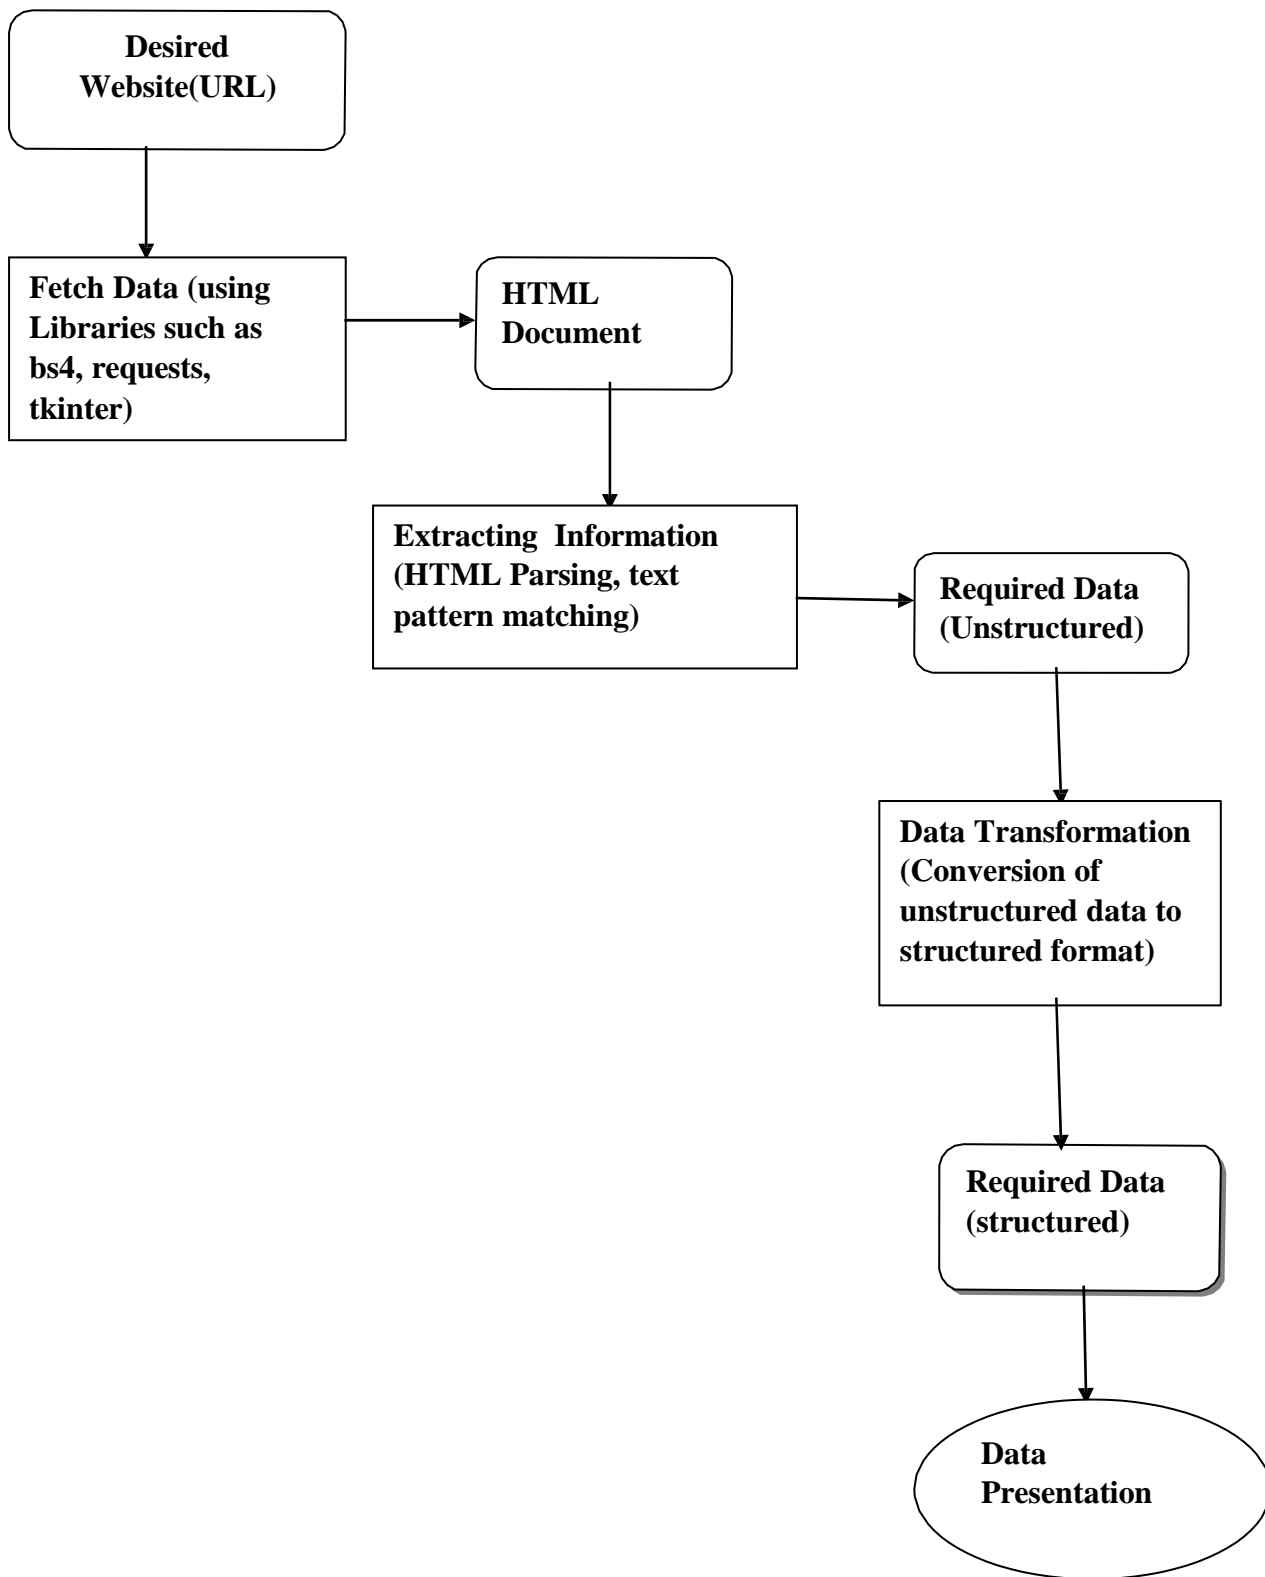 Desired
Website(URL)
Fetch Data (using
Libraries such as
bs4, requests,
tkinter)
HTML
Document
Extracting  Information
(HTML Parsing, text
pattern matching)
Required Data
(Unstructured)
Data Transformation
(Conversion of
unstructured data to
structured format)
Required Data
(structured)
Data
Presentation